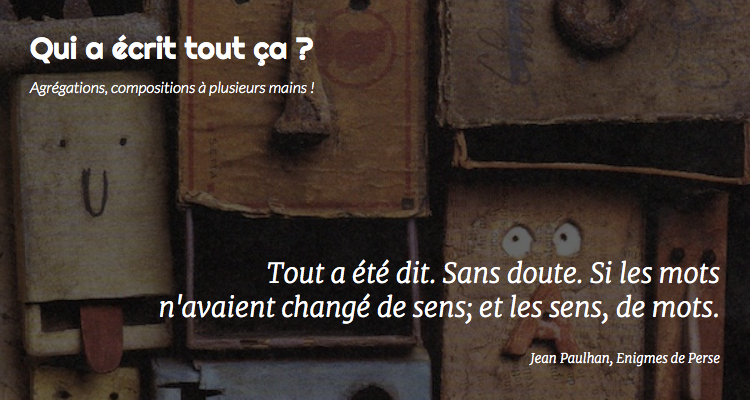 Qui a écrit tout ça ?
Agrégations, compositions à plusieurs mains !
Tout a été dit. Sans doute. Si les mots
n'avaient changé de sens; et les sens, de mots.
Jean Paulhan, Enigmes de Perse